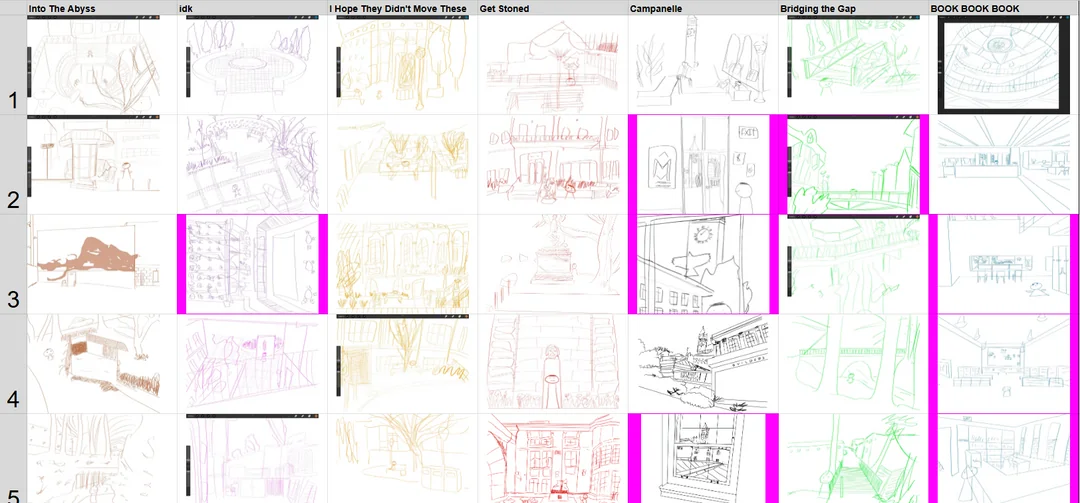 Into The Abyss
idk
I Hope They Didn't Move These
Get Stoned
Campanelle
Bridging the Gap
BOOK BOOK BOOK
1
2
EXIT
M
3
4
5